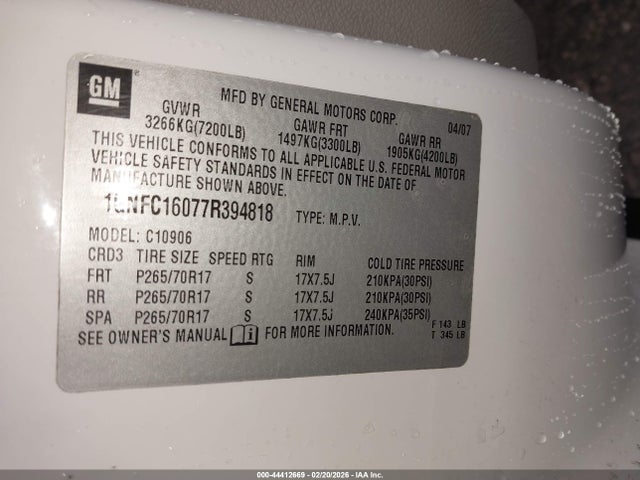 GM
MFD BY GENERAL MOTORS CORP. 04/07
GVWR GAWR FRT GAWR RR
3266KG(7200LB) 1497KG(3300LB) 1905KG(4200LB)
THIS VEHICLE CONFORMS TO ALL APPLICABLE U.S. FEDERAL MOTOR
VEHICLE SAFETY STANDARDS IN EFFECT ON THE DATE OF
MANUFACTURE SHOWN ABOVE.
1GNFC16077R394818 TYPE: M.P.V.
MODEL: C10906
CRD3 TIRE SIZE SPEED RTG RIM COLD TIRE PRESSURE
FRT P265/70R17 S 17X7.5J 210KPA(30PSI)
RR P265/70R17 S 17X7.5J 210KPA(30PSI)
SPA P265/70R17 S 17X7.5J 240KPA(35PSI)
F 143 LB
SEE OWNER'S MANUAL FOR MORE INFORMATION. T 345 LB
000-44412669 - 02/20/2026 - IAA Inc.